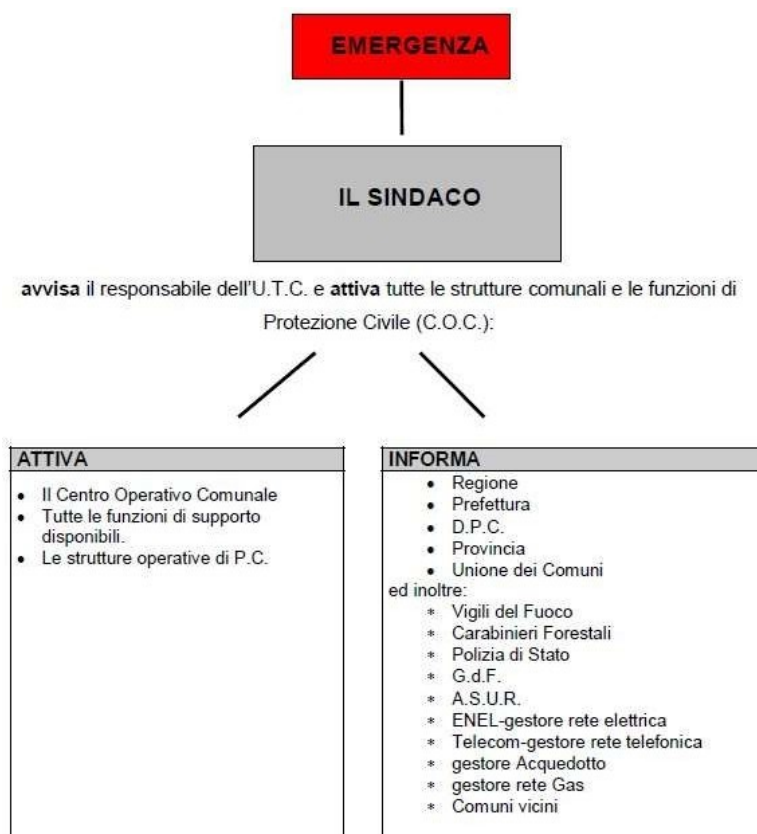 EMERGENZA
IL SINDACO
avvisa il responsabile dell'U.T.C. e attiva tutte le strutture comunali e le funzioni di
Protezione Civile (C.O.C.):
ATTIVA
• Il Centro Operativo Comunale
• Tutte le funzioni di supporto
disponibili.
• Le strutture operative di P.C.
INFORMA
• Regione
• Prefettura
• D.P.C.
• Provincia
• Unione dei Comuni
ed inoltre:
* Vigili del Fuoco
* Carabinieri Forestali
* Polizia di Stato
* G.d.F.
* A.S.U.R.
* ENEL-gestore rete elettrica
* Telecom-gestore rete telefonica
* gestore Acquedotto
* gestore rete Gas
* Comuni vicini